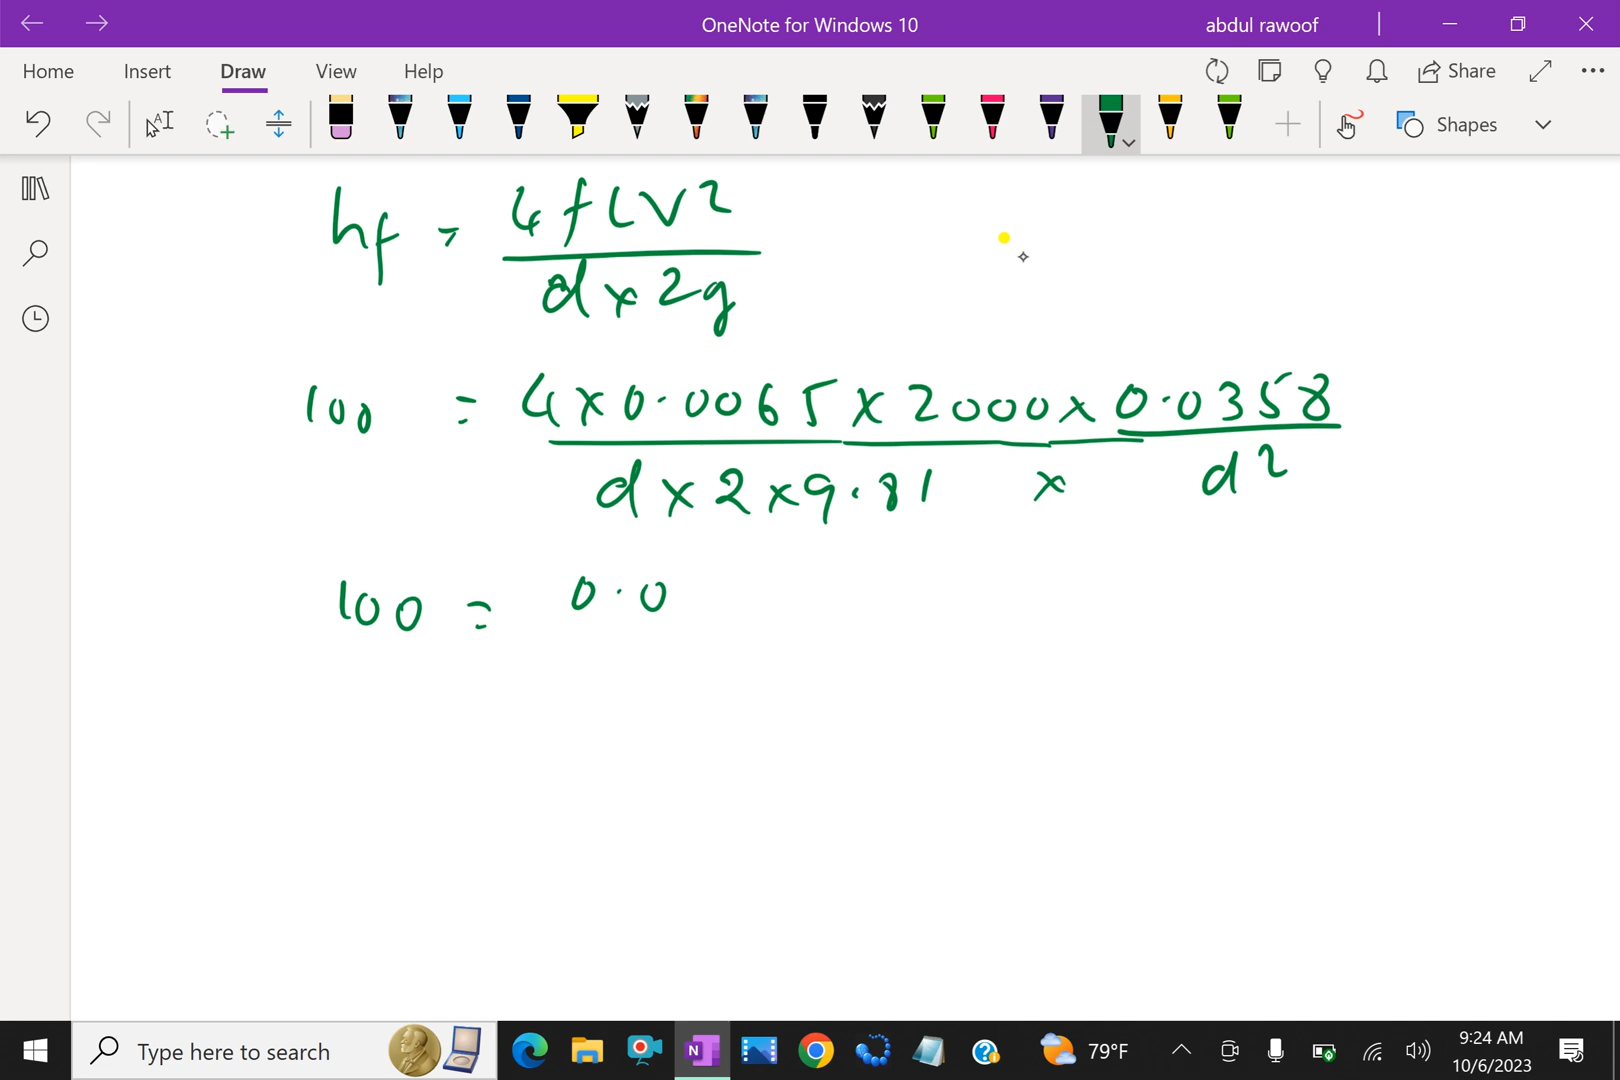 OneNote for Windows 10
abdul rawoof
Home Insert Draw View Help
Share
Shapes
hf = 4fLV²
d×2g
100 = 4×0.0065×2000×0.0358
d×2×9.81 × d²
100 = 0.0
Type here to search
79°F
9:24 AM
10/6/2023